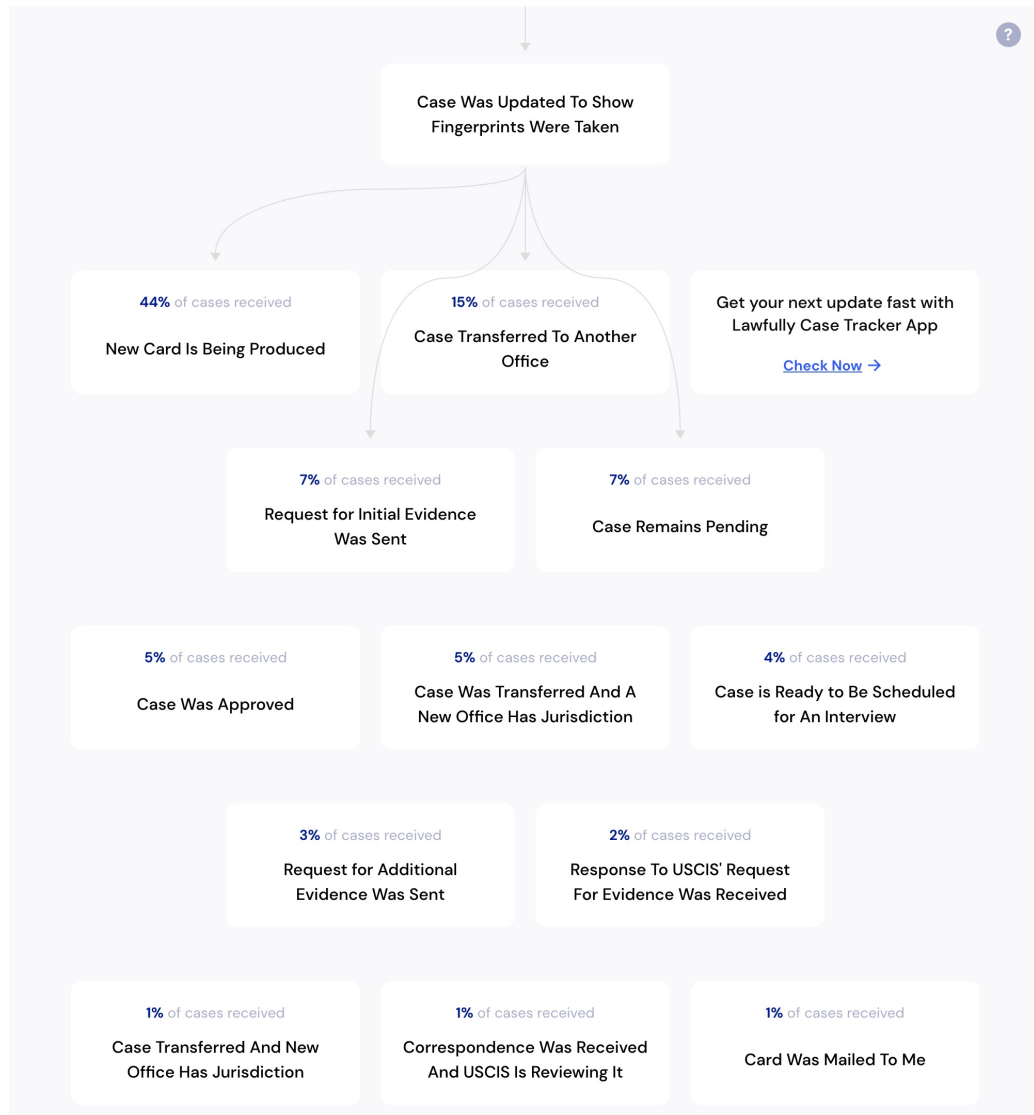 ?
Case Was Updated To Show
Fingerprints Were Taken
44% of cases received
New Card Is Being Produced
15% of cases received
Case Transferred To Another
Office
Get your next update fast with
Lawfully Case Tracker App
Check Now →
7% of cases received
Request for Initial Evidence
Was Sent
7% of cases received
Case Remains Pending
5% of cases received
Case Was Approved
5% of cases received
Case Was Transferred And A
New Office Has Jurisdiction
4% of cases received
Case is Ready to Be Scheduled
for An Interview
3% of cases received
Request for Additional
Evidence Was Sent
2% of cases received
Response To USCIS' Request
For Evidence Was Received
1% of cases received
Case Transferred And New
Office Has Jurisdiction
1% of cases received
Correspondence Was Received
And USCIS Is Reviewing It
1% of cases received
Card Was Mailed To Me